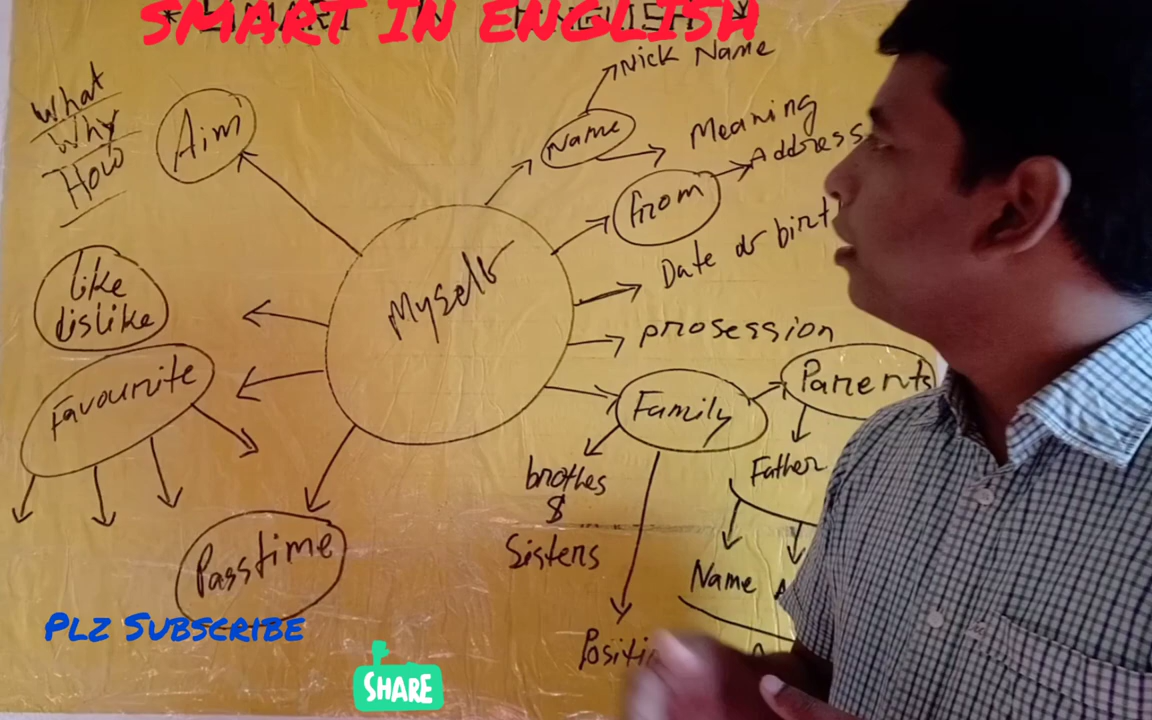 SMART IN ENGLISH
Nick Name
What
Why
How
Aim
Name
Meaning
Address
from
Date or birth
Myself
like
dislike
prosession
Favourite
Family
Parents
Father
brothes
&
Sisters
Passtime
Name
Plz Subscribe
SHARE